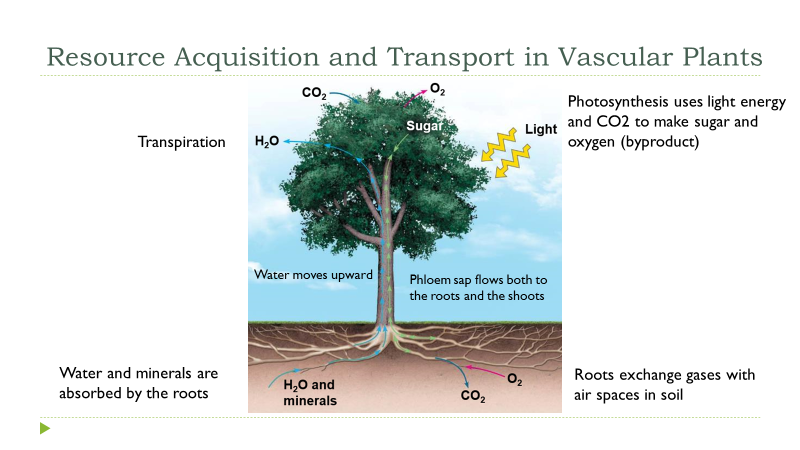 Resource Acquisition and Transport in Vascular Plants
CO₂
O₂
Photosynthesis uses light energy
and CO2 to make sugar and
oxygen (byproduct)
Sugar
Light
Transpiration
H₂O
Water moves upward
Phloem sap flows both to
the roots and the shoots
Water and minerals are
absorbed by the roots
H₂O and
minerals
O₂
CO₂
Roots exchange gases with
air spaces in soil